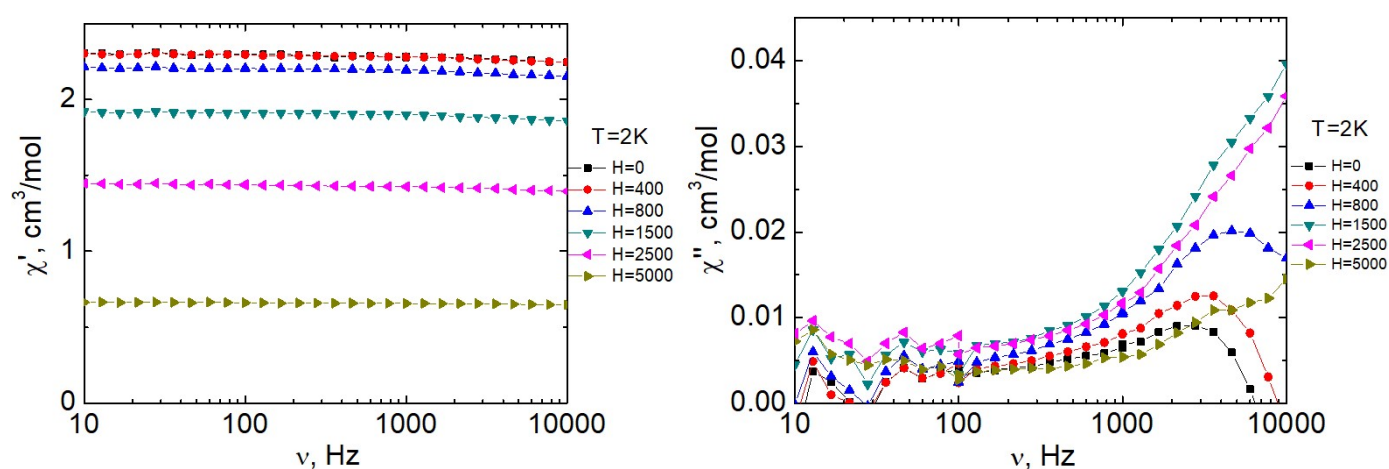 χ', cm³/mol
2
1
0
10
100
1000
10000
ν, Hz
T=2K
H=0
H=400
H=800
H=1500
H=2500
H=5000
χ'', cm³/mol
0.04
0.03
0.02
0.01
0.00
10
100
1000
10000
ν, Hz
T=2K
H=0
H=400
H=800
H=1500
H=2500
H=5000